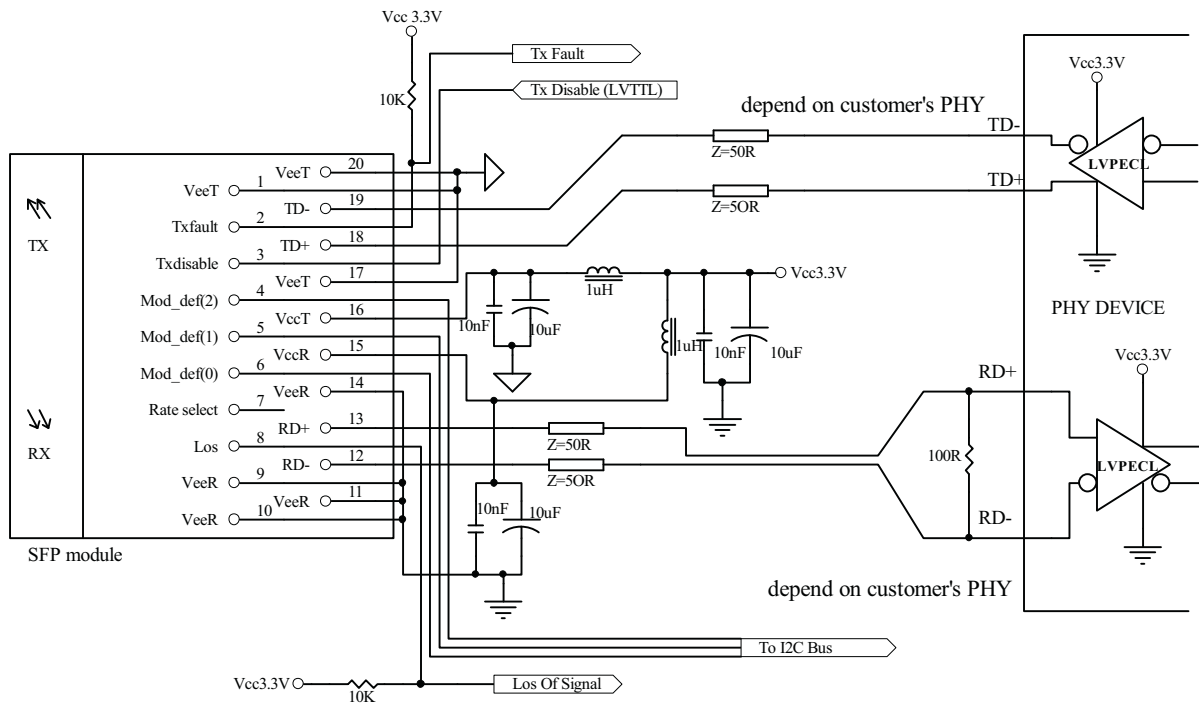 Vcc 3.3V
Tx Fault
10K
Tx Disable (LVTTL)
Vcc3.3V
depend on customer's PHY
TD-
Z=50R
LVPECL
TD+
Z=5OR
PHY DEVICE
TX
RX
VeeT 20
VeeT 1
TD- 19
Txfault 2
TD+ 18
Txdisable 3
VeeT 17
Mod_def(2) 4
VccT 16
Mod_def(1) 5
VccR 15
Mod_def(0) 6
VeeR 14
Rate select 7
RD+ 13
Los 8
RD- 12
VeeR 9
VeeR 11
VeeR 10
SFP module
1uH
Vcc3.3V
10nF
10uF
1uH
10nF
10uF
Z=50R
Z=5OR
10nF
10uF
RD+
100R
RD-
Vcc3.3V
LVPECL
depend on customer's PHY
To I2C Bus
Vcc3.3V
10K
Los Of Signal